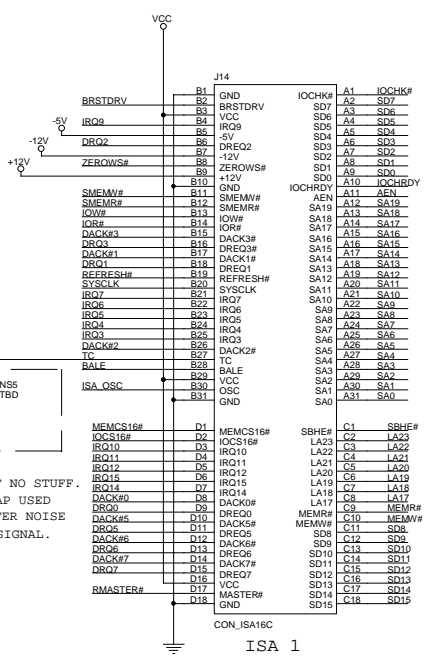 VCC
J14
B1 GND IOCHK# A1 IOCHK#
BRSTDRV B2 BRSTDRV SD7 A2 SD7
B3 VCC SD6 A3 SD6
-5V IRQ9 B4 IRQ9 SD5 A4 SD5
B5 -5V SD4 A5 SD4
-12V DRQ2 B6 DREQ2 SD3 A6 SD3
B7 -12V SD2 A7 SD2
+12V ZEROWS# B8 ZEROWS# SD1 A8 SD1
B9 +12V SD0 A9 SD0
B10 GND IOCHRDY A10 IOCHRDY
SMEMW# B11 SMEMW# AEN A11 AEN
SMEMR# B12 SMEMR# SA19 A12 SA19
IOW# B13 IOW# SA18 A13 SA18
IOR# B14 IOR# SA17 A14 SA17
DACK#3 B15 DACK3# SA16 A15 SA16
DRQ3 B16 DREQ3# SA15 A16 SA15
DACK#1 B17 DACK1# SA14 A17 SA14
DRQ1 B18 DREQ1 SA13 A18 SA13
REFRESH# B19 REFRESH# SA12 A19 SA12
SYSCLK B20 SYSCLK SA11 A20 SA11
IRQ7 B21 IRQ7 SA10 A21 SA10
IRQ6 B22 IRQ6 SA9 A22 SA9
IRQ5 B23 IRQ5 SA8 A23 SA8
IRQ4 B24 IRQ4 SA7 A24 SA7
IRQ3 B25 IRQ3 SA6 A25 SA6
DACK#2 B26 DACK2# SA5 A26 SA5
TC B27 TC SA4 A27 SA4
BALE B28 BALE SA3 A28 SA3
B29 VCC SA2 A29 SA2
ISA_OSC B30 OSC SA1 A30 SA1
B31 GND SA0 A31 SA0
NS5
TBD
MEMCS16# D1 MEMCS16# SBHE# C1 SBHE#
IOCS16# D2 IOCS16# LA23 C2 LA23
IRQ10 D3 IRQ10 LA22 C3 LA22
IRQ11 D4 IRQ11 LA21 C4 LA21
IRQ12 D5 IRQ12 LA20 C5 LA20
IRQ15 D6 IRQ15 LA19 C6 LA19
IRQ14 D7 IRQ14 LA18 C7 LA18
DACK#0 D8 DACK0# LA17 C8 LA17
DRQ0 D9 DREQ0 MEMR# C9 MEMR#
DACK#5 D10 DACK5# MEMW# C10 MEMW#
DRQ5 D11 DREQ5 SD8 C11 SD8
DACK#6 D12 DACK6# SD9 C12 SD9
DRQ6 D13 DREQ6 SD10 C13 SD10
DACK#7 D14 DACK7# SD11 C14 SD11
DRQ7 D15 DREQ7 SD12 C15 SD12
D16 VCC SD13 C16 SD13
RMASTER# D17 MASTER# SD14 C17 SD14
D18 GND SD15 C18 SD15
NO STUFF.
AP USED
ER NOISE
SIGNAL.
CON_ISA16C
ISA 1